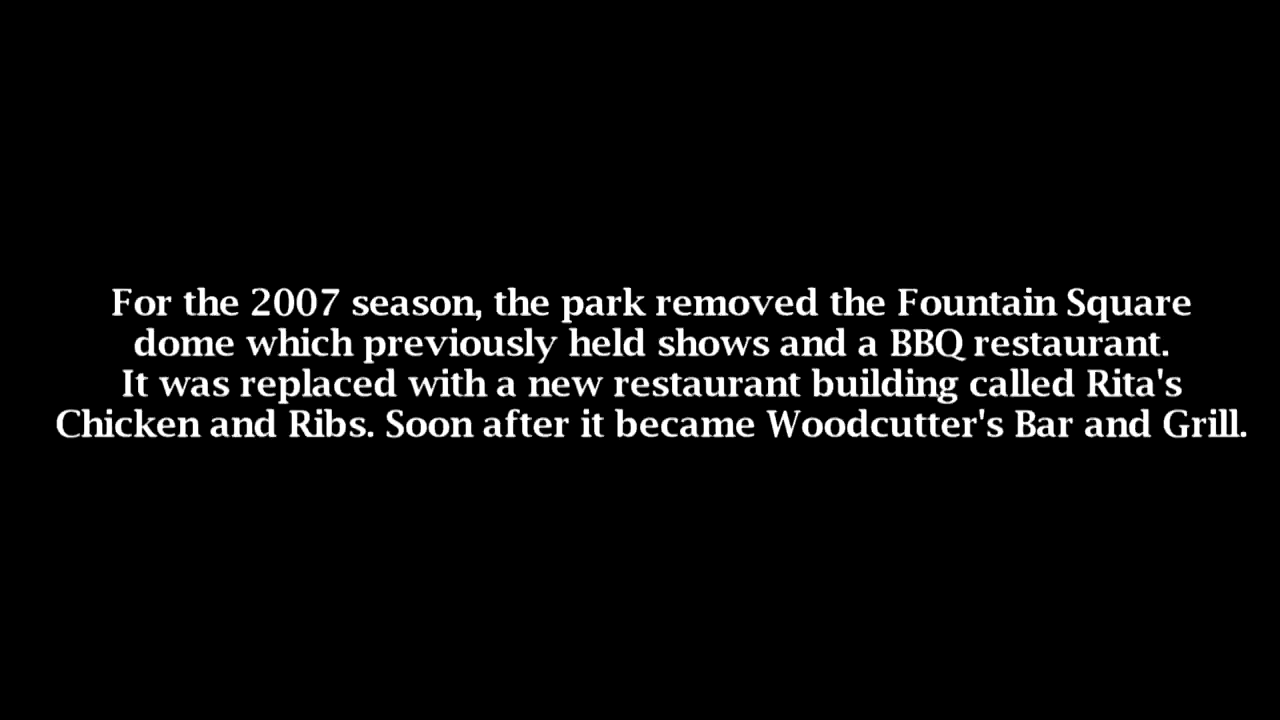 For the 2007 season, the park removed the Fountain Square
dome which previously held shows and a BBQ restaurant.
It was replaced with a new restaurant building called Rita's
Chicken and Ribs. Soon after it became Woodcutter's Bar and Grill.